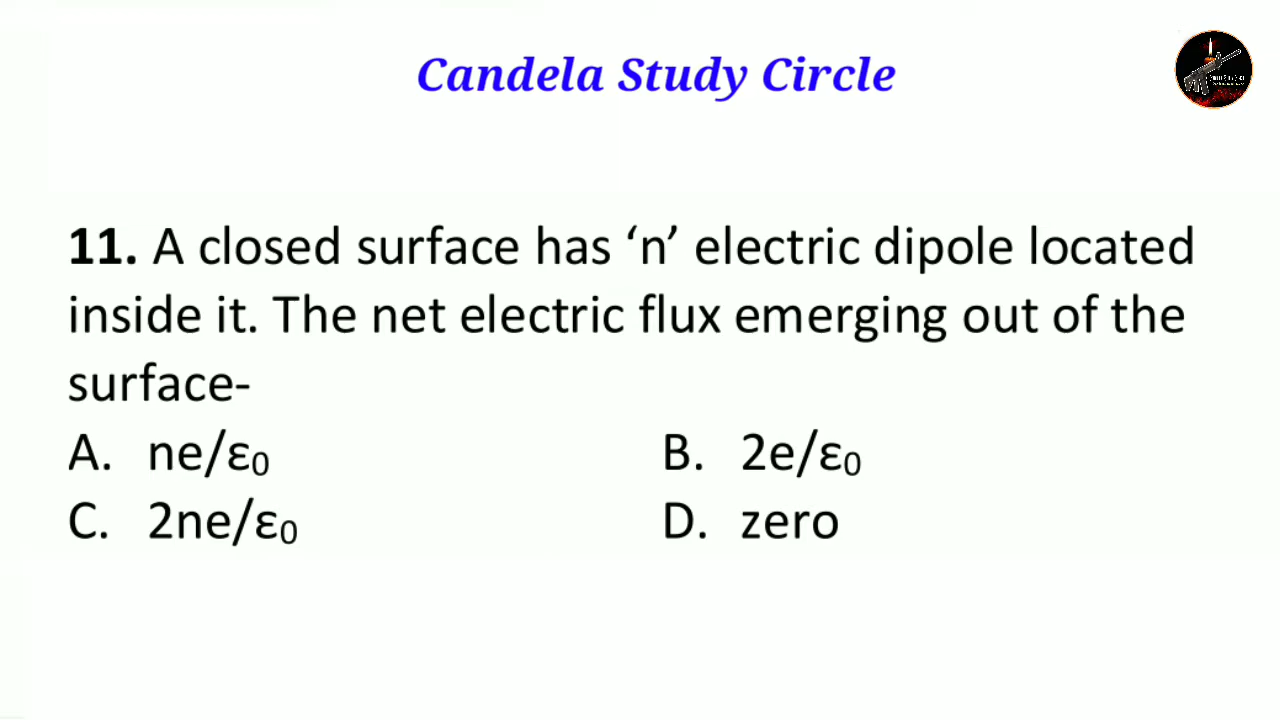 Candela Study Circle
11. A closed surface has ‘n’ electric dipole located
inside it. The net electric flux emerging out of the
surface-
A. ne/ε₀ B. 2e/ε₀
C. 2ne/ε₀ D. zero